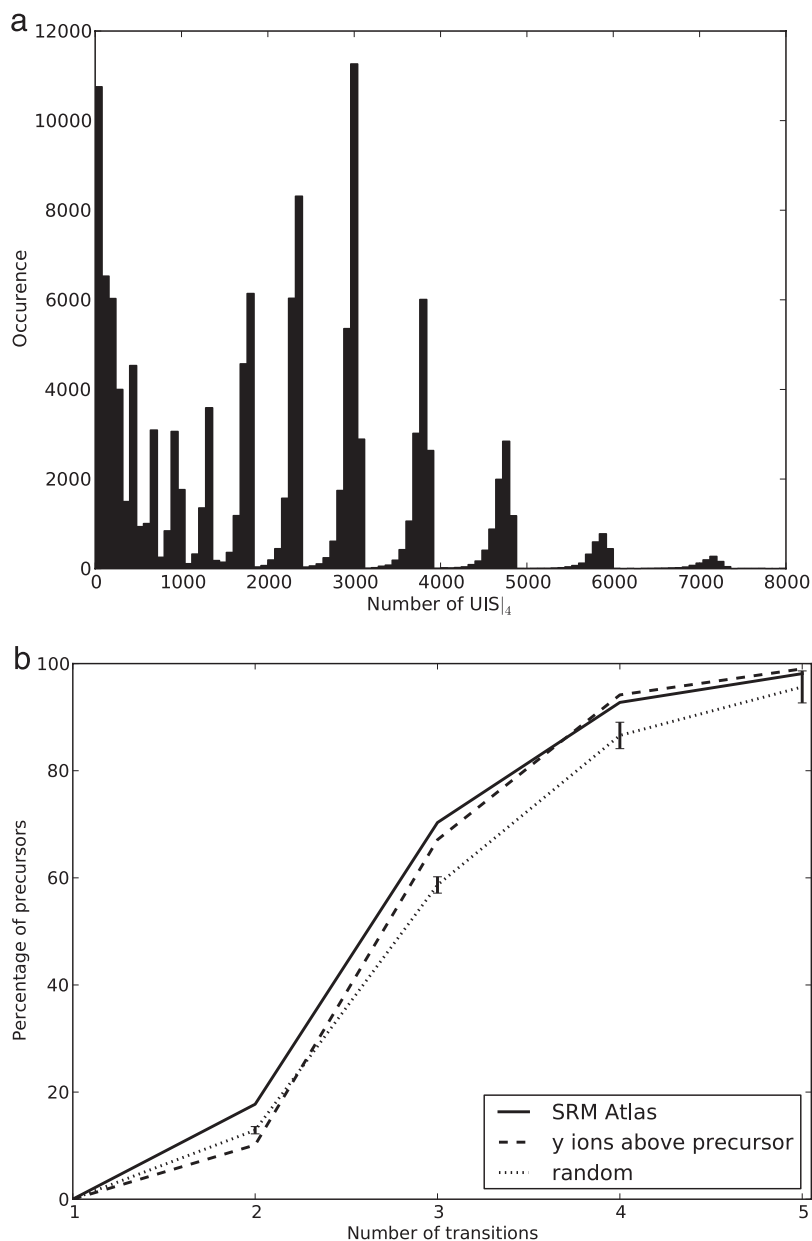 a
12000
10000
8000
6000
4000
2000
0
Occurence
0 1000 2000 3000 4000 5000 6000 7000 8000
Number of UIS|4
b
100
80
60
40
20
0
Percentage of precursors
SRM Atlas
y ions above precursor
random
1 2 3 4 5
Number of transitions